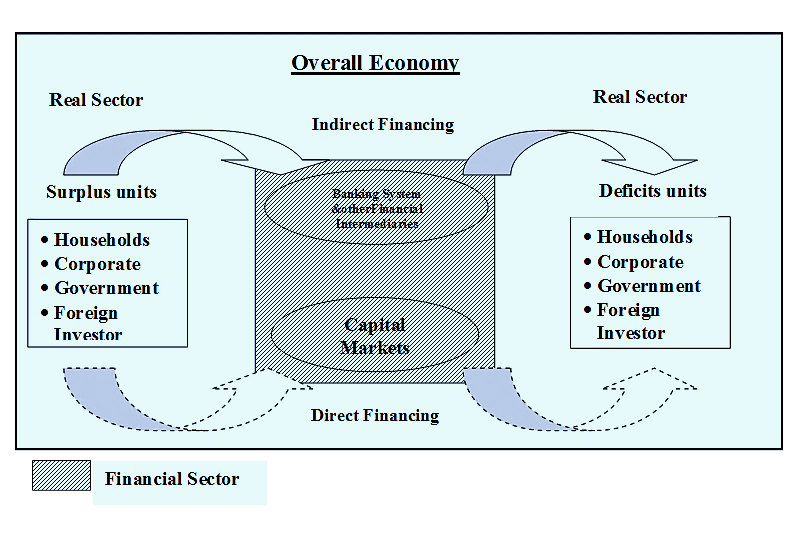 Overall Economy
Real Sector
Real Sector
Indirect Financing
Surplus units
Deficits units
Banking System
&otherFinancial
Intermediaries
• Households
• Corporate
• Government
• Foreign
Investor
• Households
• Corporate
• Government
• Foreign
Investor
Capital
Markets
Direct Financing
Financial Sector